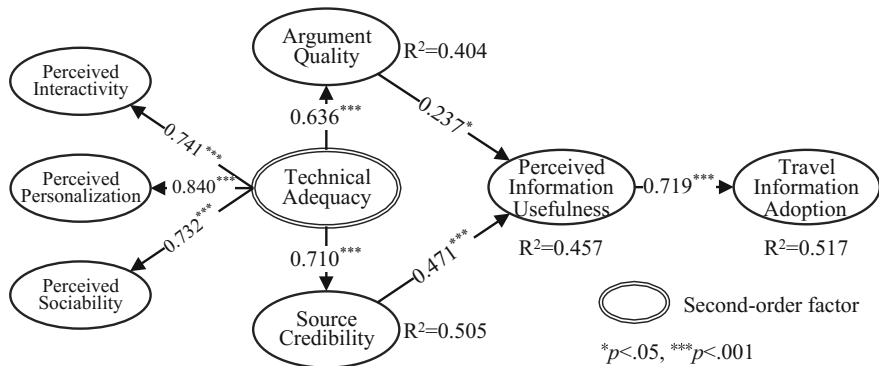 Argument
Quality
R²=0.404
Perceived
Interactivity
0.741***
0.636***
0.237*
Perceived
Personalization
0.840***
Technical
Adequacy
Perceived
Information
Usefulness
R²=0.457
0.719***
Travel
Information
Adoption
R²=0.517
0.732***
0.710***
0.471***
Perceived
Sociability
Source
Credibility
R²=0.505
Second-order factor
*p<.05, ***p<.001